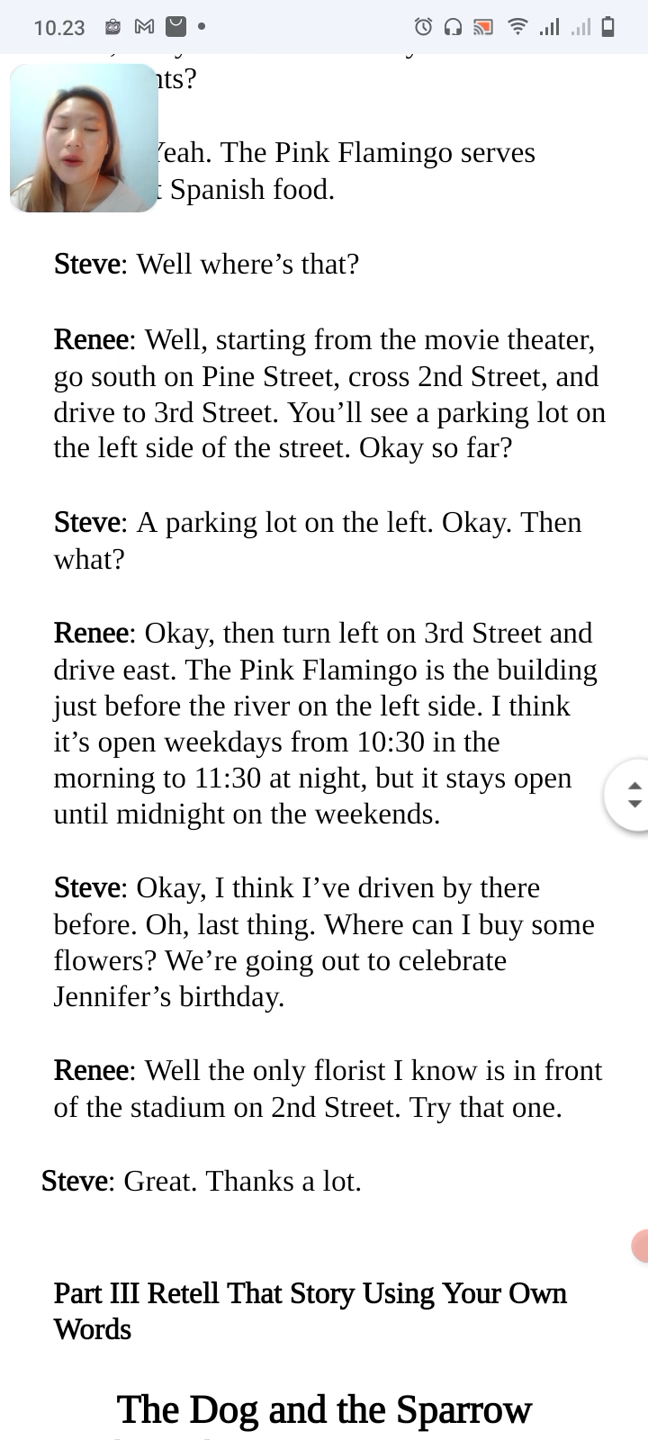 10.23
nts?
Yeah. The Pink Flamingo serves
t Spanish food.
Steve: Well where’s that?
Renee: Well, starting from the movie theater,
go south on Pine Street, cross 2nd Street, and
drive to 3rd Street. You’ll see a parking lot on
the left side of the street. Okay so far?
Steve: A parking lot on the left. Okay. Then
what?
Renee: Okay, then turn left on 3rd Street and
drive east. The Pink Flamingo is the building
just before the river on the left side. I think
it’s open weekdays from 10:30 in the
morning to 11:30 at night, but it stays open
until midnight on the weekends.
Steve: Okay, I think I’ve driven by there
before. Oh, last thing. Where can I buy some
flowers? We’re going out to celebrate
Jennifer’s birthday.
Renee: Well the only florist I know is in front
of the stadium on 2nd Street. Try that one.
Steve: Great. Thanks a lot.
Part III Retell That Story Using Your Own
Words
The Dog and the Sparrow